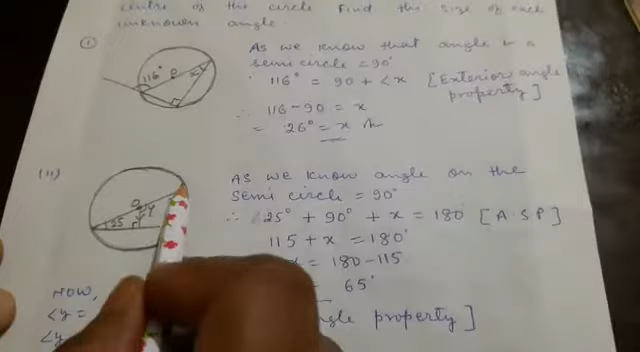 centre of the circle find the size of each
unknown angle.
(i)
As we know that angle in a
semi circle = 90°
116° = 90 + <x [Exterior angle
property]
∴ 116 - 90 = x
= 26° = x
116°
x
(ii)
As we know angle on the
semi circle = 90°
∴ 25° + 90° + x = 180 [A.S.P]
115 + x = 180°
= 180 - 115
65°
O
25
y
Now,
<y =
<y
gle property]